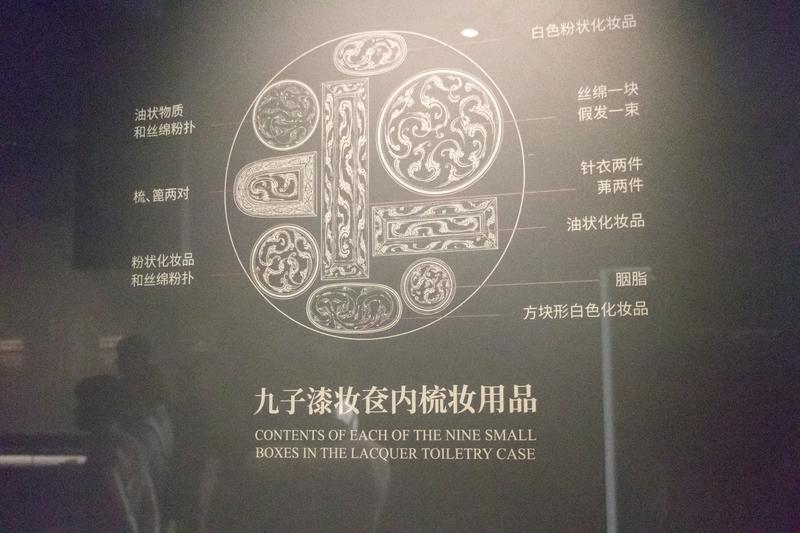 白色粉状化妆品
油状物质
和丝绵粉扑
丝绵一块
假发一束
针衣两件
茀两件
梳、篦两对
油状化妆品
粉状化妆品
和丝绵粉扑
胭脂
方块形白色化妆品
九子漆妆奁内梳妆用品
CONTENTS OF EACH OF THE NINE SMALL
BOXES IN THE LACQUER TOILETRY CASE